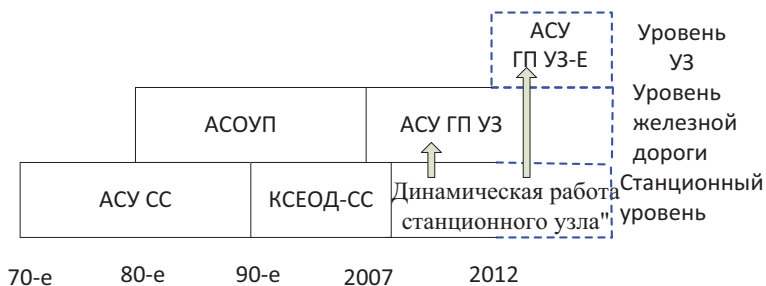 АСУ
ГП УЗ-Е
Уровень
УЗ
АСОУП
АСУ ГП УЗ
Уровень
железной
дороги
АСУ СС
КСЕОД-СС
Динамическая работа
станционного узла"
Станционный
уровень
70-е
80-е
90-е
2007
2012